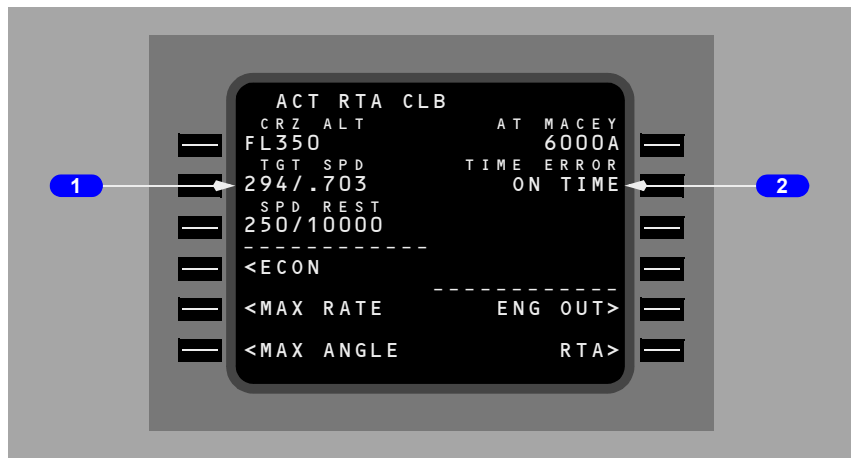 ACT RTA CLB
CRZ ALT AT MACEY
FL350 6000A
TGT SPD TIME ERROR
1 294/.703 ON TIME 2
SPD REST
250/10000
------------
<ECON
------------
<MAX RATE ENG OUT>
<MAX ANGLE RTA>